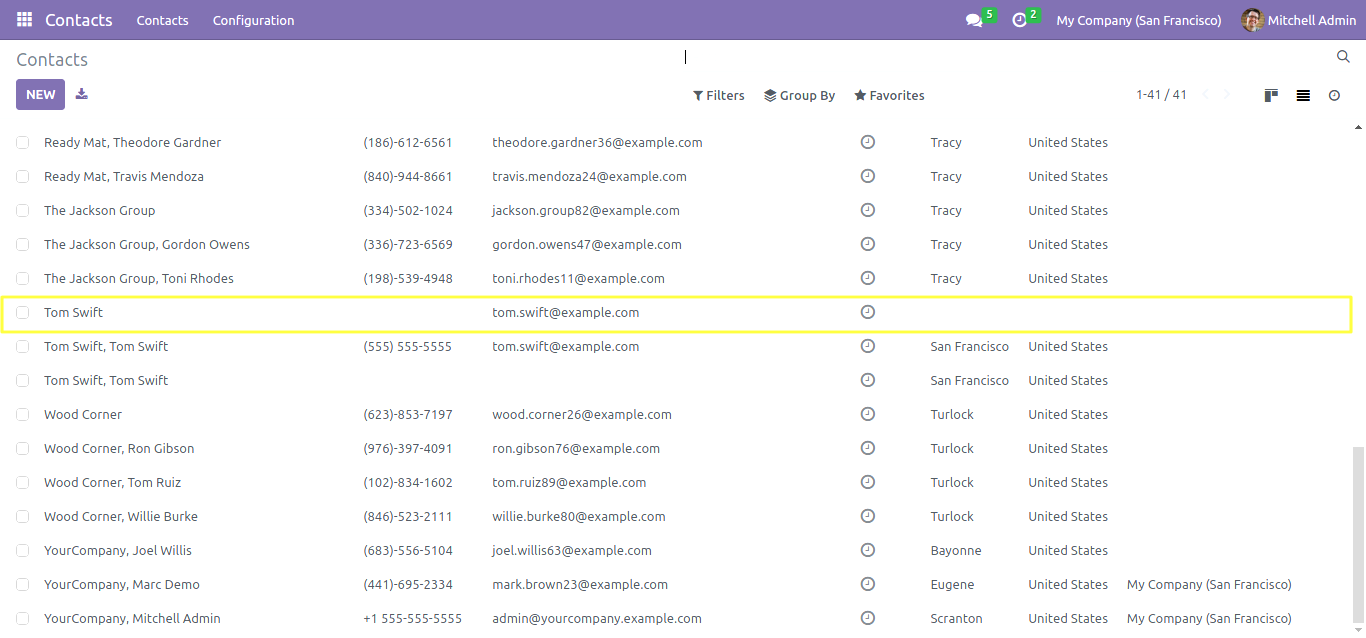 Contacts Contacts Configuration 5 2 My Company (San Francisco) Mitchell Admin
Contacts
NEW Filters Group By Favorites 1-41 / 41
Ready Mat, Theodore Gardner (186)-612-6561 theodore.gardner36@example.com Tracy United States
Ready Mat, Travis Mendoza (840)-944-8661 travis.mendoza24@example.com Tracy United States
The Jackson Group (334)-502-1024 jackson.group82@example.com Tracy United States
The Jackson Group, Gordon Owens (336)-723-6569 gordon.owens47@example.com Tracy United States
The Jackson Group, Toni Rhodes (198)-539-4948 toni.rhodes11@example.com Tracy United States
Tom Swift tom.swift@example.com
Tom Swift, Tom Swift (555) 555-5555 tom.swift@example.com San Francisco United States
Tom Swift, Tom Swift San Francisco United States
Wood Corner (623)-853-7197 wood.corner26@example.com Turlock United States
Wood Corner, Ron Gibson (976)-397-4091 ron.gibson76@example.com Turlock United States
Wood Corner, Tom Ruiz (102)-834-1602 tom.ruiz89@example.com Turlock United States
Wood Corner, Willie Burke (846)-523-2111 willie.burke80@example.com Turlock United States
YourCompany, Joel Willis (683)-556-5104 joel.willis63@example.com Bayonne United States
YourCompany, Marc Demo (441)-695-2334 mark.brown23@example.com Eugene United States My Company (San Francisco)
YourCompany, Mitchell Admin +1 555-555-5555 admin@yourcompany.example.com Scranton United States My Company (San Francisco)